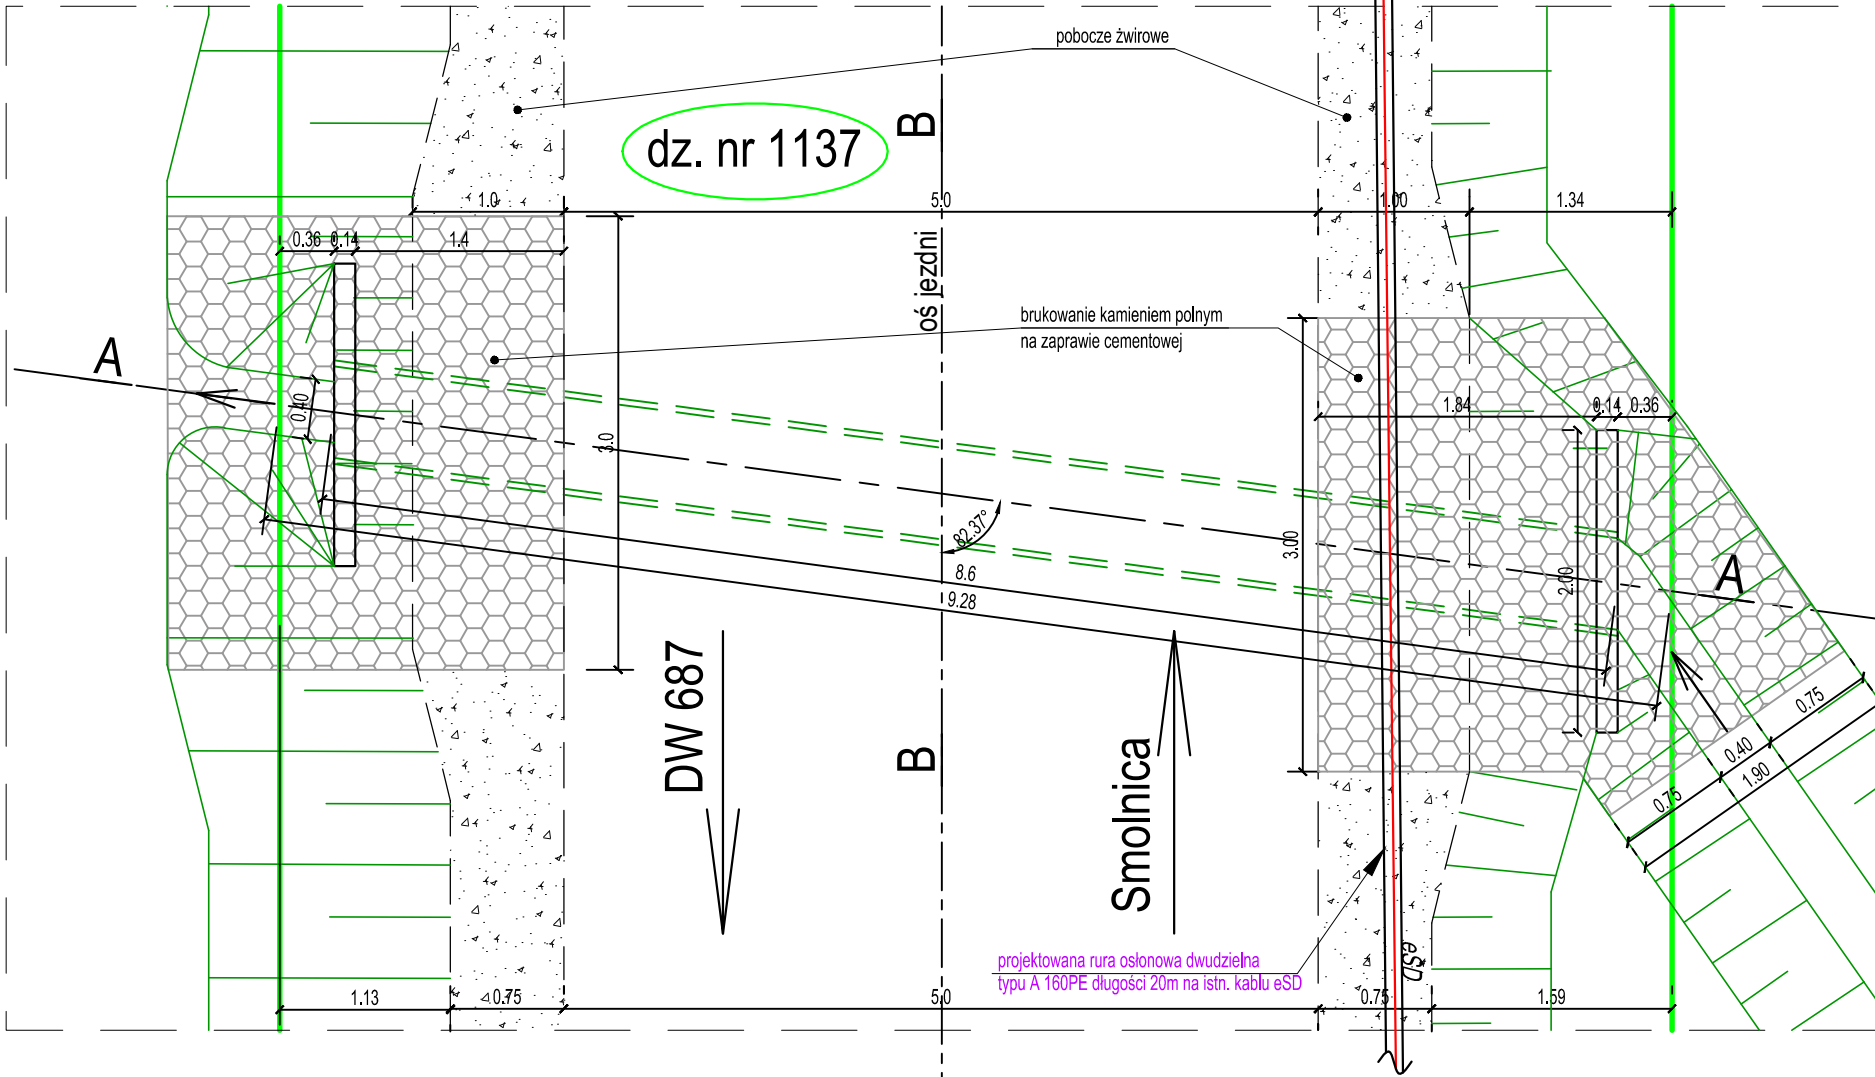 pobocze żwirowe
dz. nr 1137
B
1.0
5.0
1.00
1.34
0.36
0.14
1.4
oś jezdni
brukowanie kamieniem polnym
na zaprawie cementowej
A
0.40
3.0
1.84
0.14
0.36
82.37°
3.00
2.00
8.6
9.28
A
DW 687
B
Smolnica
0.75
0.40
1.90
0.75
projektowana rura osłonowa dwudzielna
typu A 160PE długości 20m na istn. kablu eSD
eSD
1.13
0.75
5.0
0.75
1.59